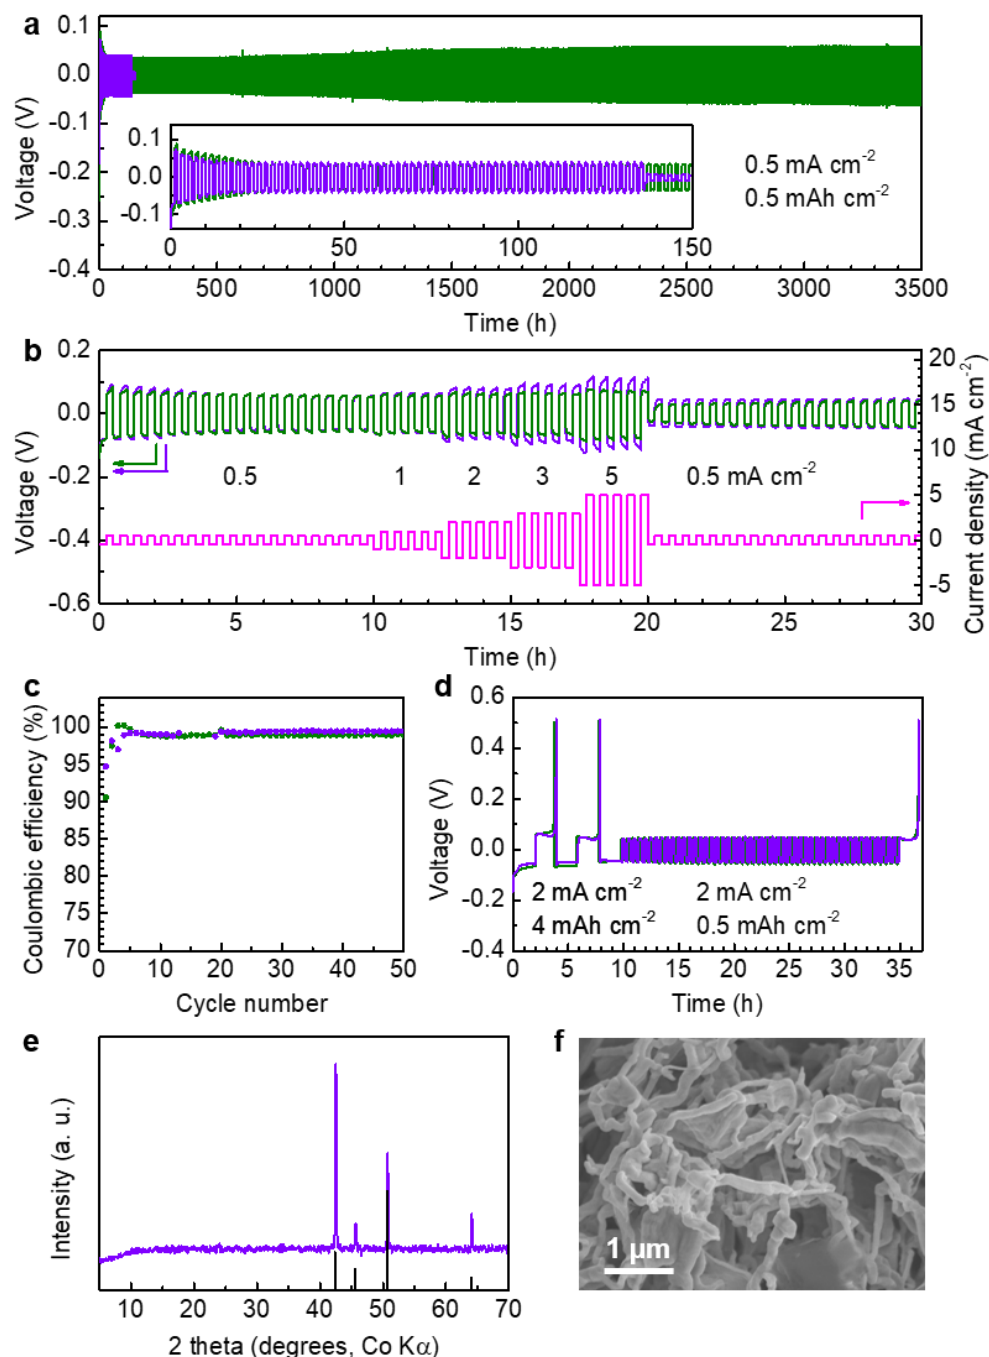 a
0.1
0.0
-0.1
-0.2
-0.3
-0.4
Voltage (V)
0.1
0.0
-0.1
0 50 100 150
0.5 mA cm-2
0.5 mAh cm-2
0 500 1000 1500 2000 2500 3000 3500
Time (h)
b
0.2
0.0
-0.2
-0.4
-0.6
Voltage (V)
0.5 1 2 3 5 0.5 mA cm-2
20
15
10
5
0
-5
Current density (mA cm-2)
0 5 10 15 20 25 30
Time (h)
c
100
95
90
85
80
75
70
Coulombic efficiency (%)
0 10 20 30 40 50
Cycle number
d
0.6
0.4
0.2
0.0
-0.2
-0.4
Voltage (V)
2 mA cm-2
4 mAh cm-2
2 mA cm-2
0.5 mAh cm-2
0 5 10 15 20 25 30 35
Time (h)
e
Intensity (a. u.)
10 20 30 40 50 60 70
2 theta (degrees, Co Kα)
f
1 µm